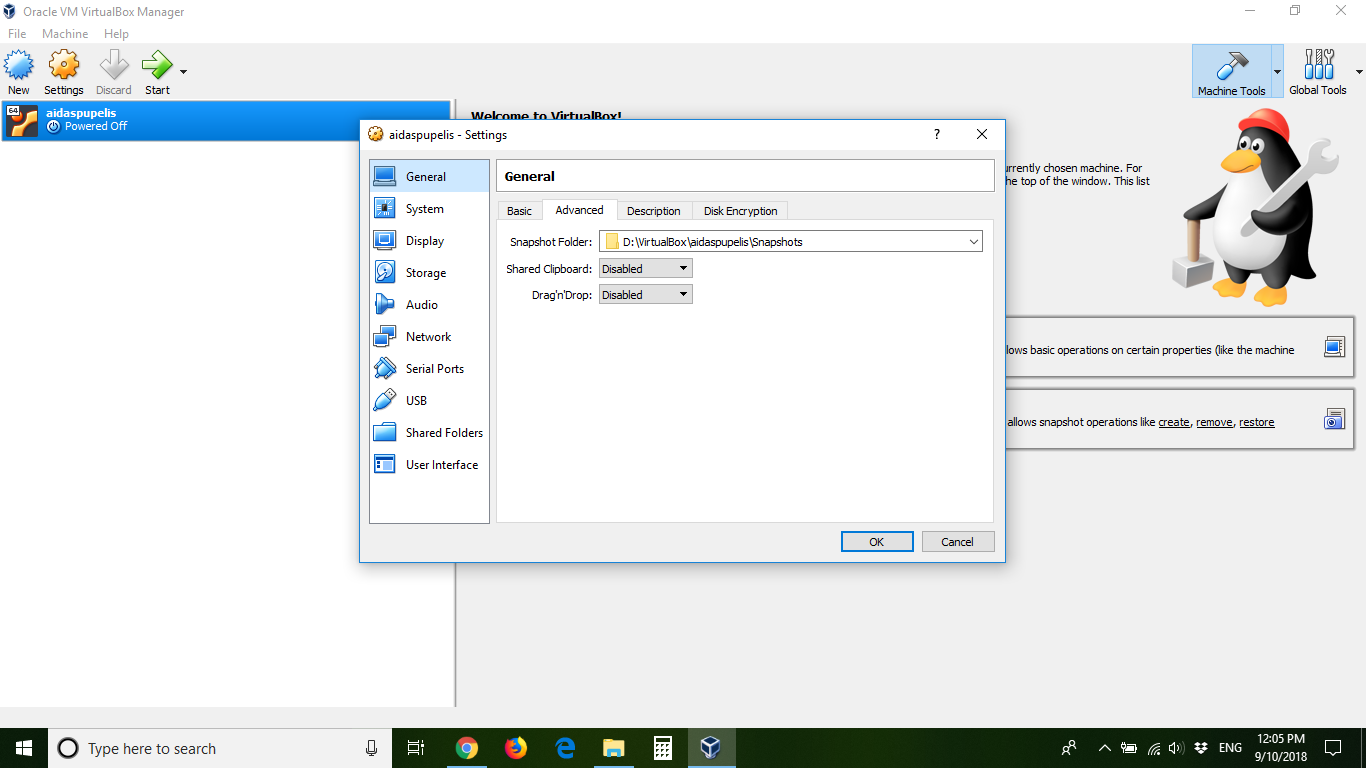 Oracle VM VirtualBox Manager
File Machine Help
New Settings Discard Start
Machine Tools Global Tools
64
aidaspupelis
Powered Off
Welcome to VirtualBox!
urrently chosen machine. For
he top of the window. This list
lows basic operations on certain properties (like the machine
allows snapshot operations like create, remove, restore
aidaspupelis - Settings
?
General
System
Display
Storage
Audio
Network
Serial Ports
USB
Shared Folders
User Interface
General
Basic Advanced Description Disk Encryption
Snapshot Folder: D:\VirtualBox\aidaspupelis\Snapshots
Shared Clipboard: Disabled
Drag'n'Drop: Disabled
OK Cancel
Type here to search
ENG
12:05 PM
9/10/2018